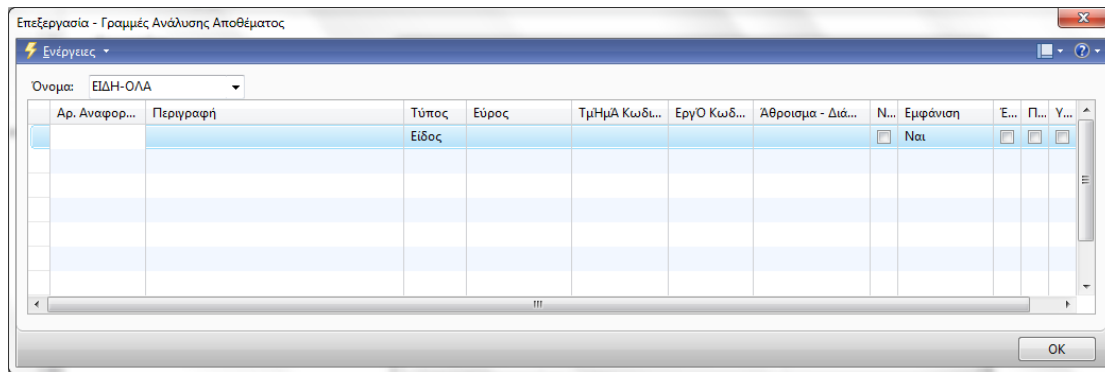 Επεξεργασία - Γραμμές Ανάλυσης Αποθέματος
Ενέργειες
Όνομα: ΕΙΔΗ-ΟΛΑ
Αρ. Αναφορ... Περιγραφή Τύπος Εύρος ΤμΉμΆ Κωδι... ΕργΌ Κωδ... Άθροισμα - Διά... Ν... Εμφάνιση Έ... Π... Υ...
Είδος Ναι
OK